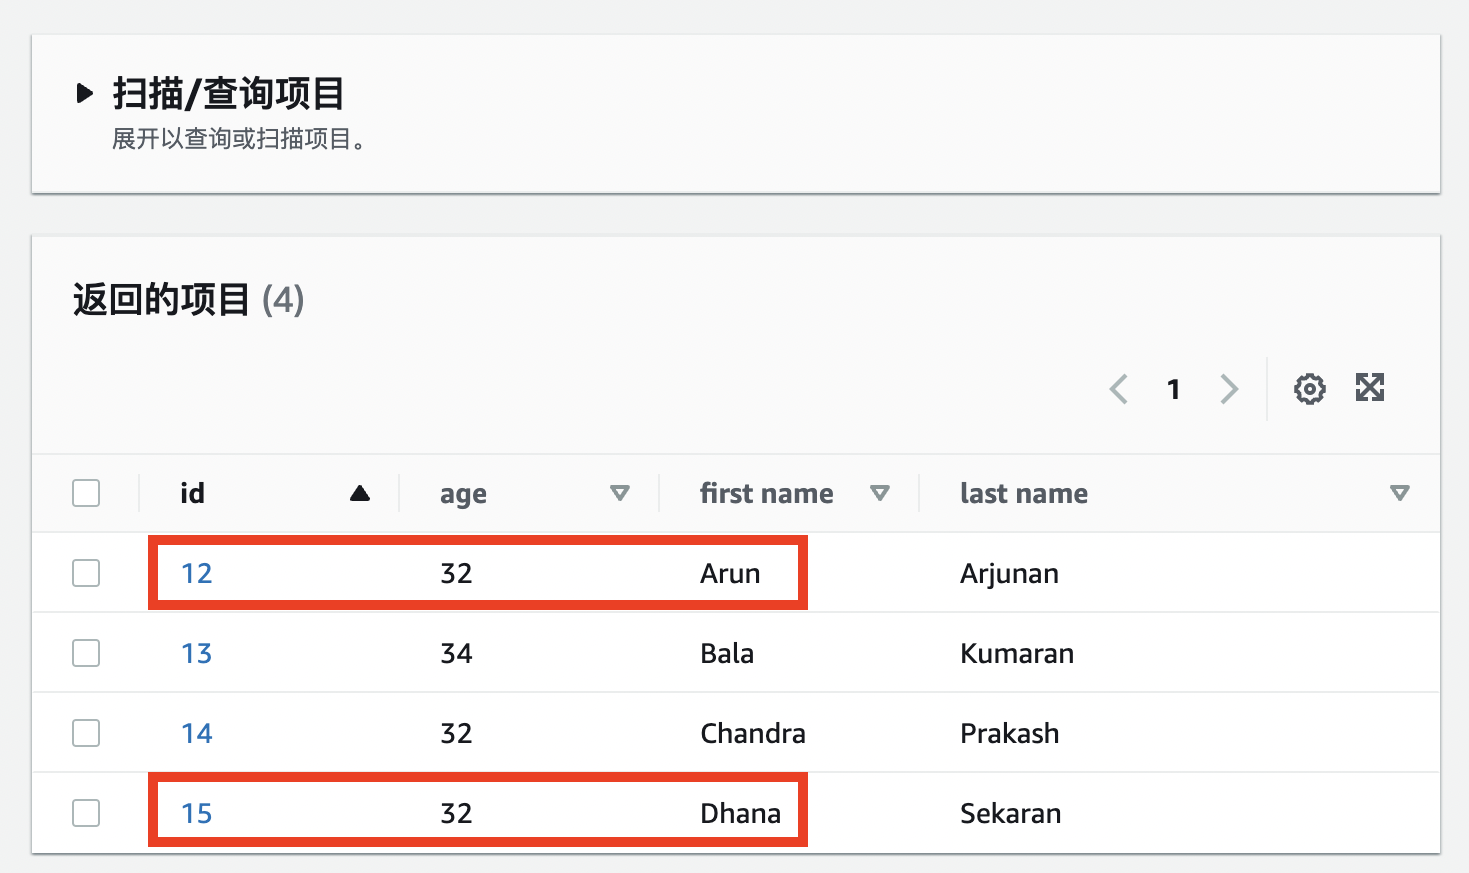 扫描/查询项目
展开以查询或扫描项目。
返回的项目 (4)
1
id age first name last name
12 32 Arun Arjunan
13 34 Bala Kumaran
14 32 Chandra Prakash
15 32 Dhana Sekaran